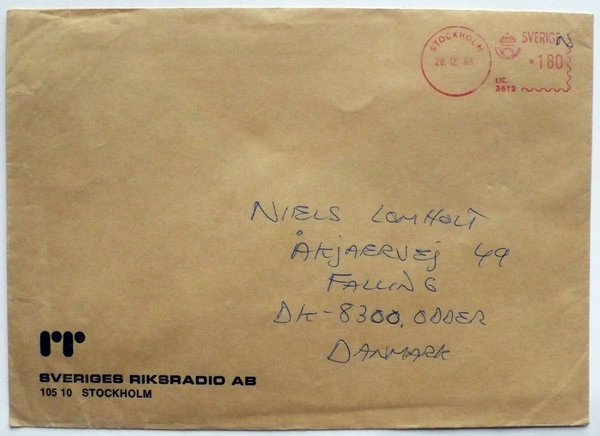 STOCKHOLM
28.12.83
SVERIGE
180
LIC.
3612
NIELS LOMHOLT
ÅKJAERVEJ 49
FALLING
DK-8300, ODDER
DANMARK
rr
SVERIGES RIKSRADIO AB
105 10 STOCKHOLM